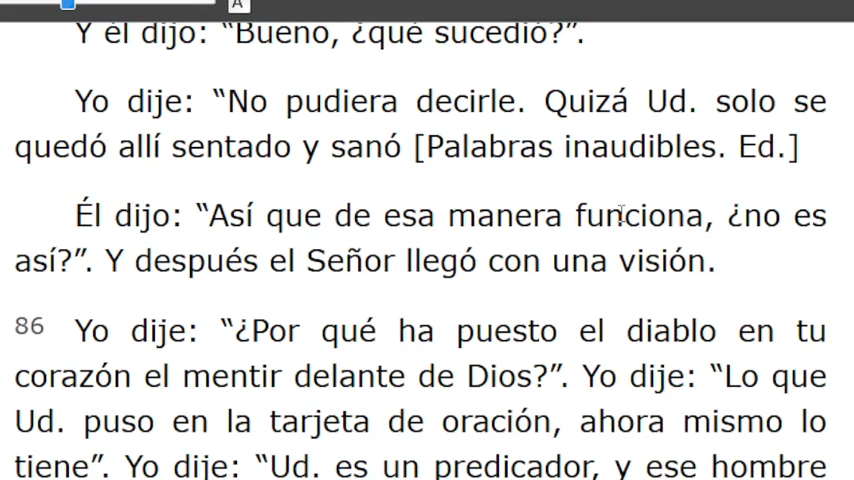 A
Y él dijo: “Bueno, ¿qué sucedió?”.
Yo dije: “No pudiera decirle. Quizá Ud. solo se
quedó allí sentado y sanó [Palabras inaudibles. Ed.]
Él dijo: “Así que de esa manera funciona, ¿no es
así?”. Y después el Señor llegó con una visión.
86 Yo dije: “¿Por qué ha puesto el diablo en tu
corazón el mentir delante de Dios?”. Yo dije: “Lo que
Ud. puso en la tarjeta de oración, ahora mismo lo
tiene”. Yo dije: “Ud. es un predicador, y ese hombre